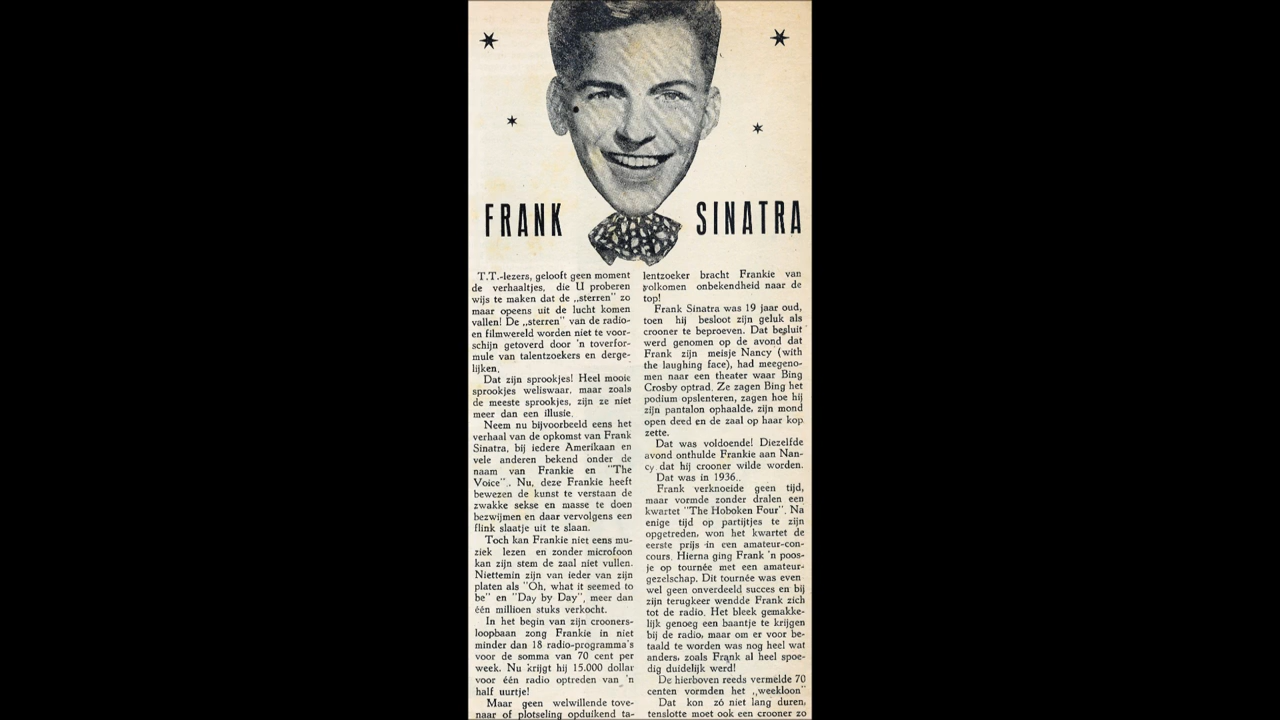 FRANK SINATRA
T.T.-lezers, gelooft geen moment
de verhaaltjes, die U proberen
wijs te maken dat de „sterren" zo
maar opeens uit de lucht komen
vallen! De „sterren" van de radio-
en filmwereld worden niet te voor-
schijn getoverd door 'n toverfor-
mule van talentzoekers en derge-
lijken.
Dat zijn sprookjes! Heel mooie
sprookjes weliswaar, maar zoals
de meeste sprookjes, zijn ze niet
meer dan een illusie.
Neem nu bijvoorbeeld eens het
verhaal van de opkomst van Frank
Sinatra, bij iedere Amerikaan en
vele anderen bekend onder de
naam van Frankie en "The
Voice".. Nu, deze Frankie heeft
bewezen de kunst te verstaan de
zwakke sekse en masse te doen
bezwijmen en daar vervolgens een
flink slaatje uit te slaan.
Toch kan Frankie niet eens mu-
ziek lezen en zonder microfoon
kan zijn stem de zaal niet vullen.
Niettemin zijn van ieder van zijn
platen als "Oh, what it seemed to
be" en "Day by Day", meer dan
één millioen stuks verkocht.
In het begin van zijn crooners-
loopbaan zong Frankie in niet
minder dan 18 radio-programma's
voor de somma van 70 cent per
week. Nu krijgt hij 15.000 dollar
voor één radio optreden van 'n
half uurtje!
Maar geen welwillende tove-
naar of plotseling opduikend ta-
lentzoeker bracht Frankie van
volkomen onbekendheid naar de
top!
Frank Sinatra was 19 jaar oud,
toen hij besloot zijn geluk als
crooner te beproeven. Dat besluit
werd genomen op de avond dat
Frank zijn meisje Nancy (with
the laughing face), had meegeno-
men naar een theater waar Bing
Crosby optrad. Ze zagen Bing het
podium opslenteren, zagen hoe hij
zijn pantalon ophaalde, zijn mond
open deed en de zaal op haar kop
zette.
Dat was voldoende! Diezelfde
avond onthulde Frankie aan Nan-
cy dat hij crooner wilde worden.
Dat was in 1936..
Frank verknoeide geen tijd,
maar vormde zonder dralen een
kwartet "The Hoboken Four". Na
enige tijd op partijtjes te zijn
opgetreden, won het kwartet de
eerste prijs in een amateur-con-
cours. Hierna ging Frank 'n poos-
je op tournée met een amateur-
gezelschap. Dit tournée was even
wel geen onverdeeld succes en bij
zijn terugkeer wendde Frank zich
tot de radio. Het bleek gemakke-
lijk genoeg een baantje te krijgen
bij de radio, maar om er voor be-
taald te worden was nog heel wat
anders, zoals Frank al heel spoe-
dig duidelijk werd!
De hierboven reeds vermelde 70
centen vormden het „weekloon"
Dat kon zó niet lang duren,
tenslotte moet ook een crooner zo